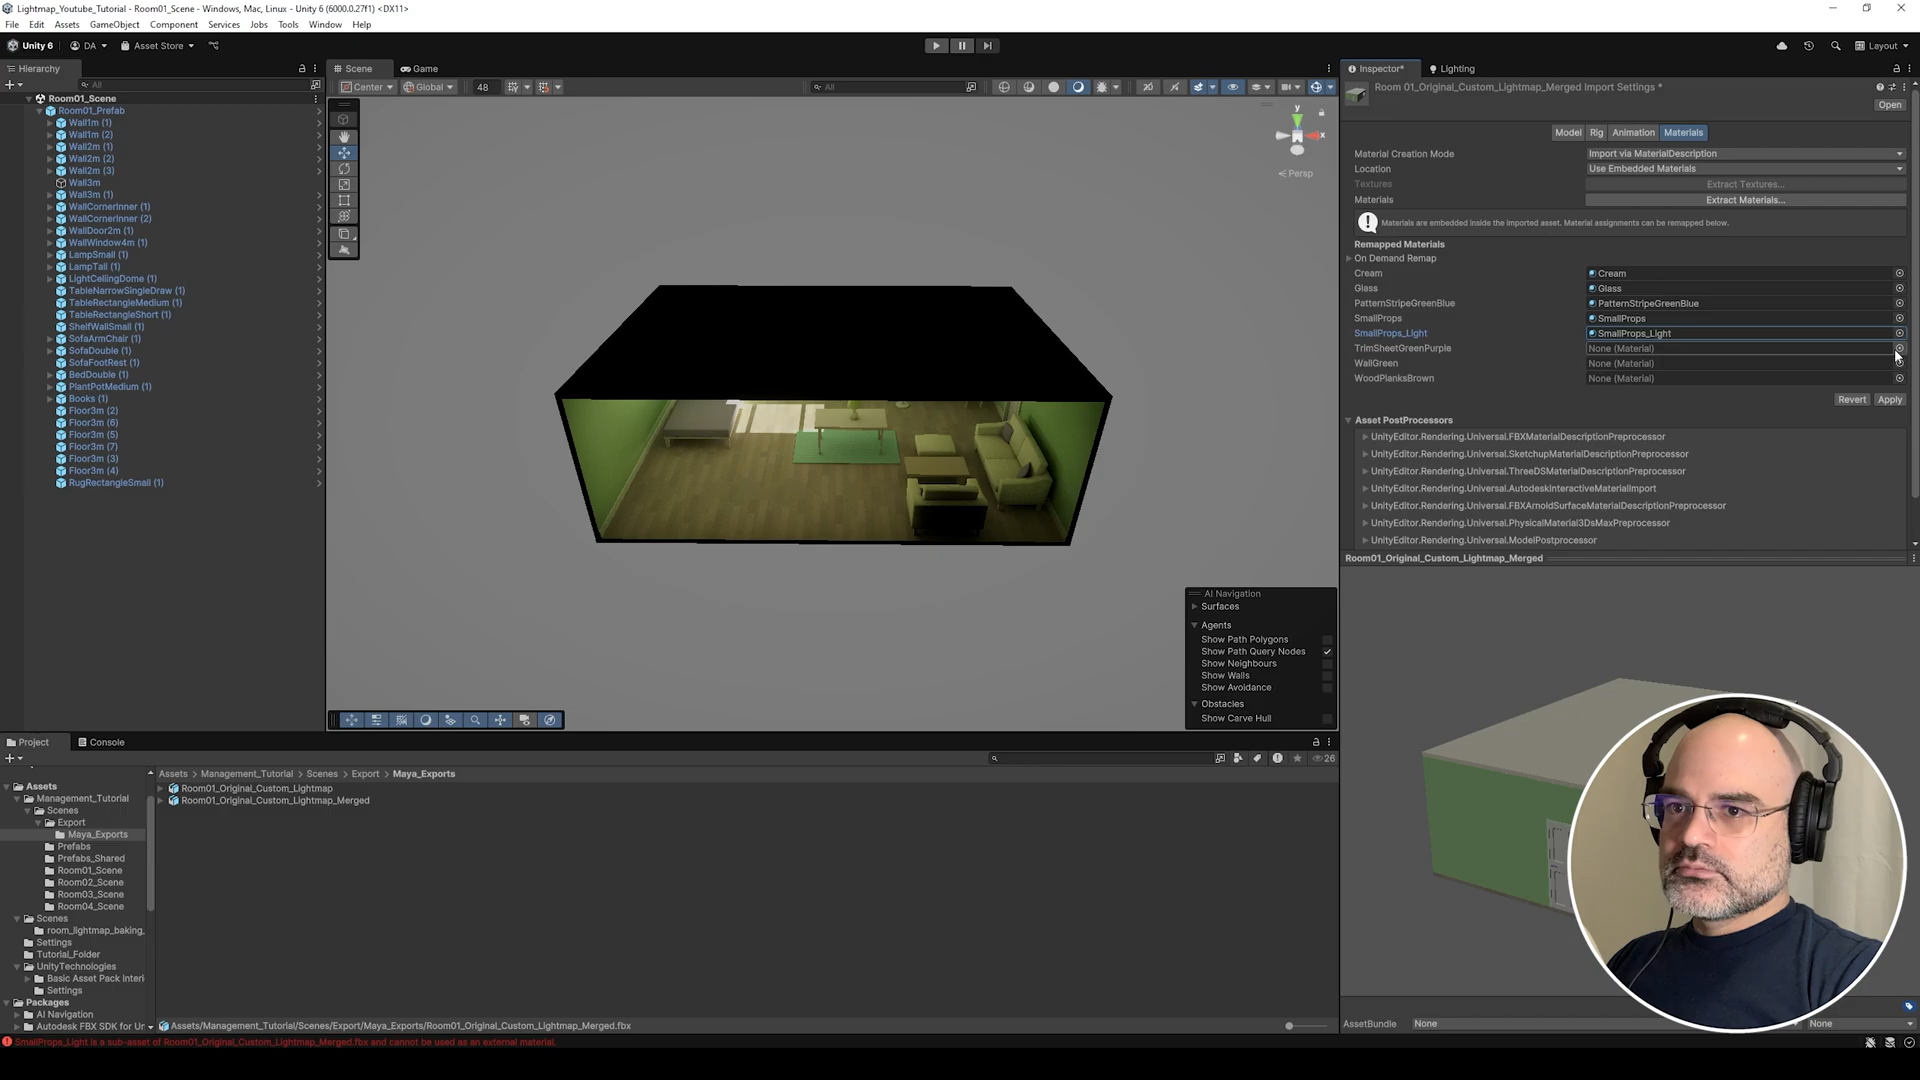 Lightmap_Youtube_Tutorial - Room01_Scene - Windows, Mac, Linux - Unity 6 (6000.0.27f1) <DX11>
File Edit Assets GameObject Component Services Jobs Tools Window Help
Unity 6 DA Asset Store Layout
Hierarchy
All
Room01_Scene
Room01_Prefab
Wall1m (1)
Wall1m (2)
Wall2m (1)
Wall2m (2)
Wall2m (3)
Wall3m
Wall3m (1)
WallCornerInner (1)
WallCornerInner (2)
WallDoor2m (1)
WallWindow4m (1)
LampSmall (1)
LampTall (1)
LightCeilingDome (1)
TableNarrowSingleDraw (1)
TableRectangleMedium (1)
TableRectangleShort (1)
ShelfWallSmall (1)
SofaArmChair (1)
SofaDouble (1)
SofaFootRest (1)
BedDouble (1)
PlantPotMedium (1)
Books (1)
Floor3m (2)
Floor3m (6)
Floor3m (5)
Floor3m (7)
Floor3m (3)
Floor3m (4)
RugRectangleSmall (1)
Scene Game
Center Global 48 All 2D
y
x
< Persp
AI Navigation
Surfaces
Agents
Show Path Polygons
Show Path Query Nodes
Show Neighbours
Show Walls
Show Avoidance
Obstacles
Show Carve Hull
Inspector* Lighting
Room 01_Original_Custom_Lightmap_Merged Import Settings *
Open
Model Rig Animation Materials
Material Creation Mode Import via MaterialDescription
Location Use Embedded Materials
Textures Extract Textures...
Materials Extract Materials...
Materials are embedded inside the imported asset. Material assignments can be remapped below.
Remapped Materials
On Demand Remap
Cream Cream
Glass Glass
PatternStripeGreenBlue PatternStripeGreenBlue
SmallProps SmallProps
SmallProps_Light SmallProps_Light
TrimSheetGreenPurple None (Material)
WallGreen None (Material)
WoodPlanksBrown None (Material)
Revert Apply
Asset PostProcessors
UnityEditor.Rendering.Universal.FBXMaterialDescriptionPreprocessor
UnityEditor.Rendering.Universal.SketchupMaterialDescriptionPreprocessor
UnityEditor.Rendering.Universal.ThreeDSMaterialDescriptionPreprocessor
UnityEditor.Rendering.Universal.AutodeskInteractiveMaterialImport
UnityEditor.Rendering.Universal.FBXArnoldSurfaceMaterialDescriptionPreprocessor
UnityEditor.Rendering.Universal.PhysicalMaterial3DsMaxPreprocessor
UnityEditor.Rendering.Universal.ModelPostprocessor
Room01_Original_Custom_Lightmap_Merged
AssetBundle None None
Project Console
26
Assets
Management_Tutorial
Scenes
Export
Maya_Exports
Prefabs
Prefabs_Shared
Room01_Scene
Room02_Scene
Room03_Scene
Room04_Scene
Scenes
room_lightmap_baking_
Settings
Tutorial_Folder
UnityTechnologies
Basic Asset Pack Interi
Settings
Packages
AI Navigation
Autodesk FBX SDK for Un
Assets > Management_Tutorial > Scenes > Export > Maya_Exports
Room01_Original_Custom_Lightmap
Room01_Original_Custom_Lightmap_Merged
Assets/Management_Tutorial/Scenes/Export/Maya_Exports/Room01_Original_Custom_Lightmap_Merged.fbx
SmallProps_Light is a sub-asset of Room01_Original_Custom_Lightmap_Merged.fbx and cannot be used as an external material.